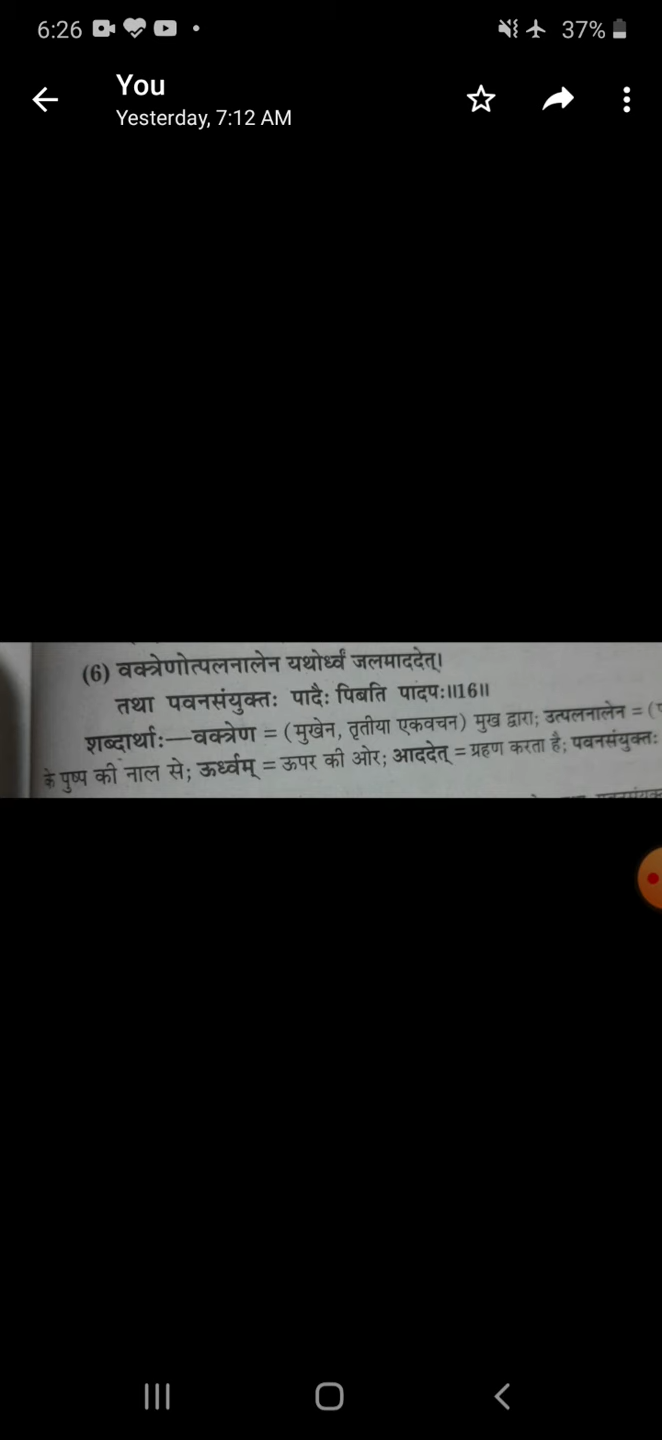 6:26
37%
You
Yesterday, 7:12 AM
(6) वक्त्रेणोत्पलनालेन यथोर्ध्वं जलमाददेत्।
तथा पवनसंयुक्तः पादैः पिबति पादपः॥16॥
शब्दार्थाः—वक्त्रेण = (मुखेन, तृतीया एकवचन) मुख द्वारा; उत्पलनालेन = (
के पुष्प की नाल से; ऊर्ध्वम् = ऊपर की ओर; आददेत् = ग्रहण करता है; पवनसंयुक्तः